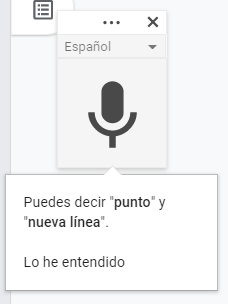 Español
Puedes decir "punto" y
"nueva línea".
Lo he entendido